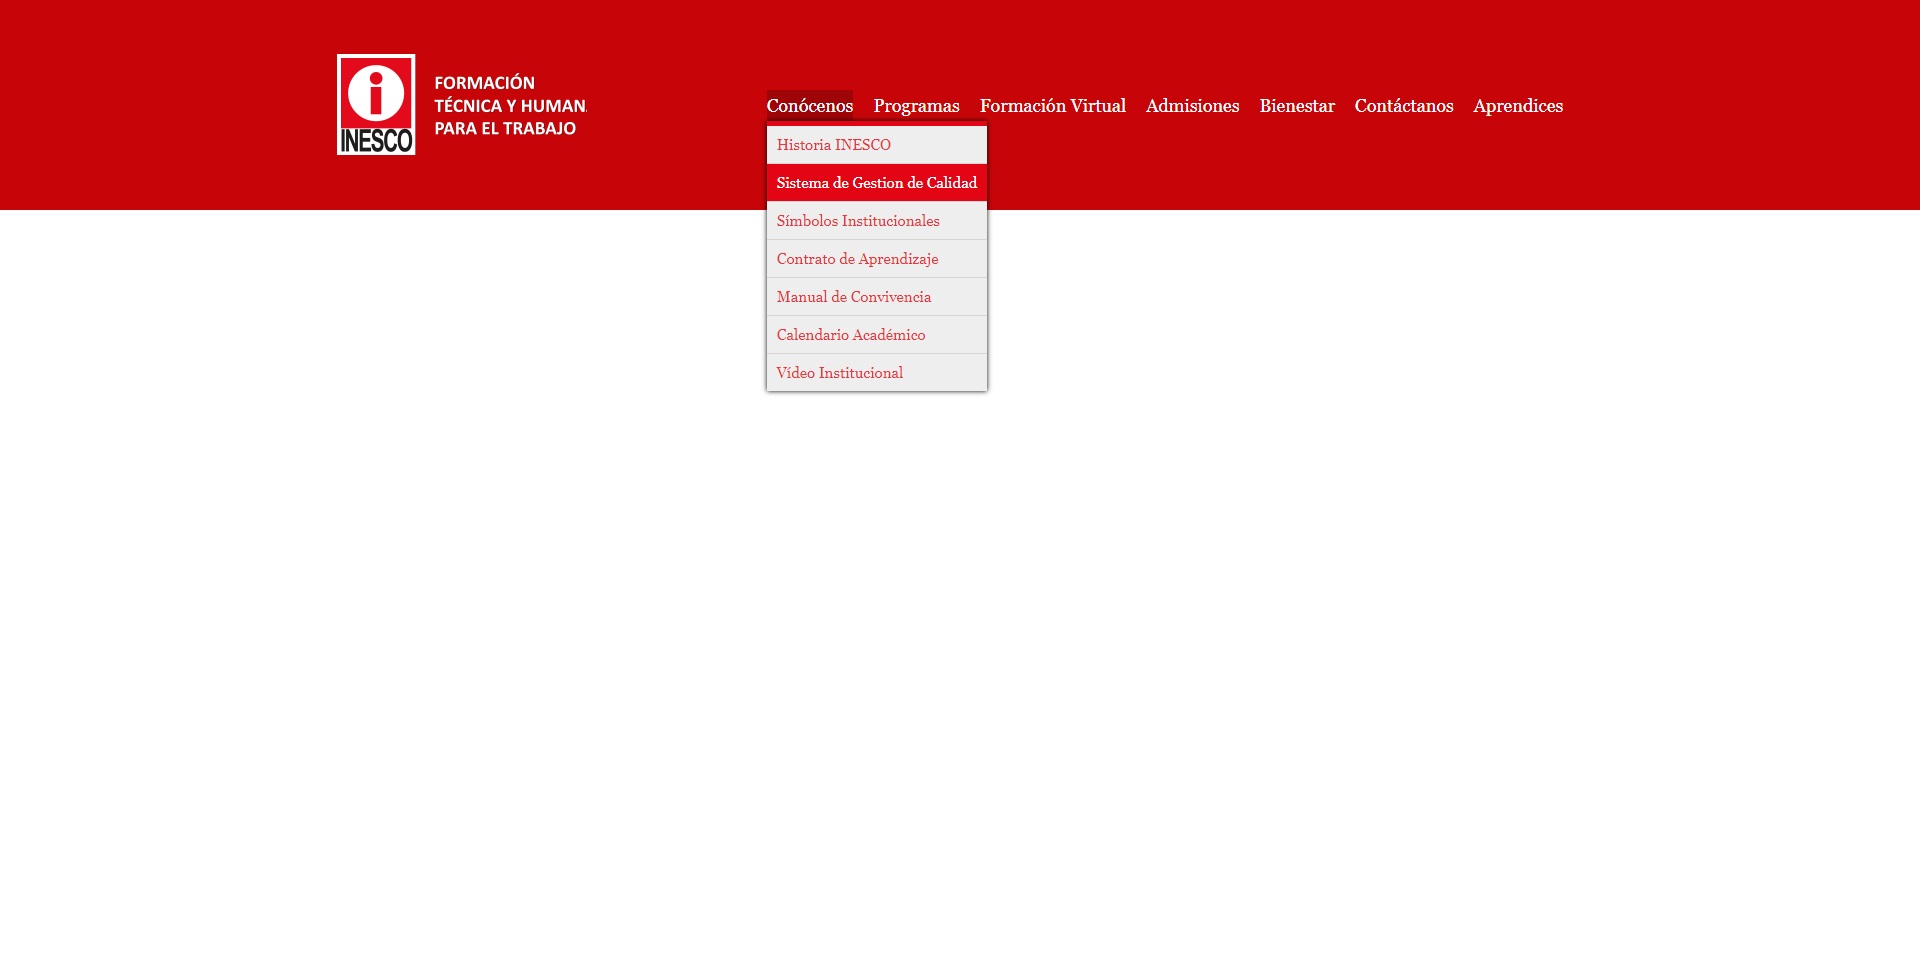 INESCO
FORMACIÓN
TÉCNICA Y HUMAN
PARA EL TRABAJO
Conócenos Programas Formación Virtual Admisiones Bienestar Contáctanos Aprendices
Historia INESCO
Sistema de Gestion de Calidad
Símbolos Institucionales
Contrato de Aprendizaje
Manual de Convivencia
Calendario Académico
Vídeo Institucional